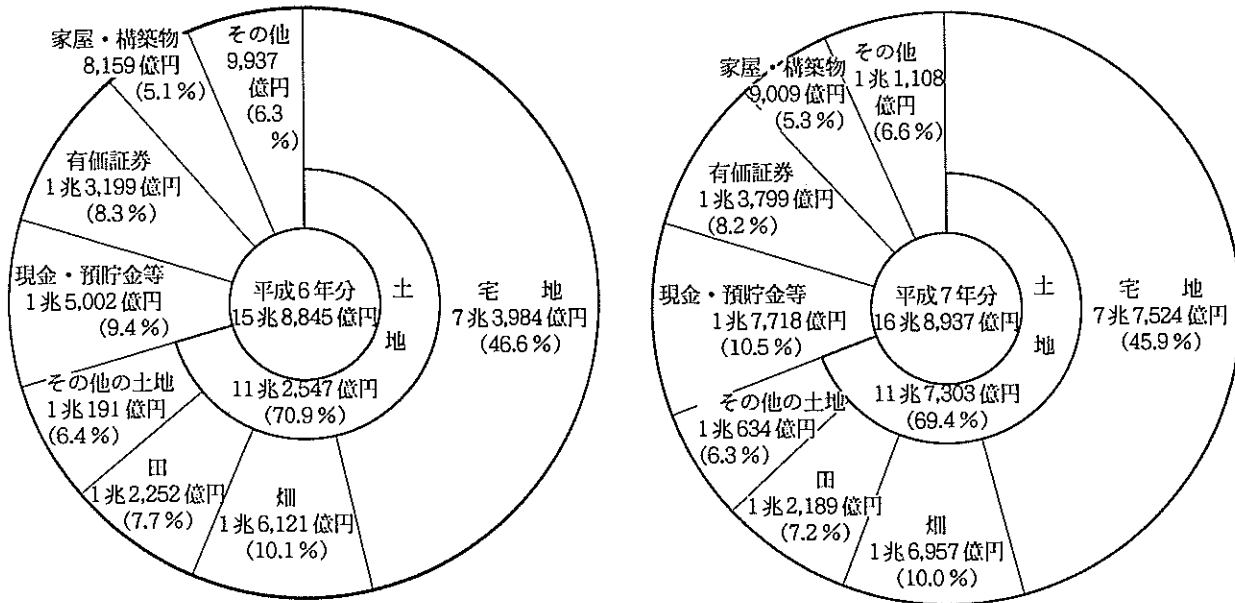 家屋・構築物
8,159億円
(5.1%)
その他
9,937
億円
(6.3
%)
有価証券
1兆3,199億円
(8.3%)
現金・預貯金等
1兆5,002億円
(9.4%)
その他の土地
1兆191億円
(6.4%)
田
1兆2,252億円
(7.7%)
畑
1兆6,121億円
(10.1%)
11兆2,547億円
(70.9%)
平成6年分
15兆8,845億円
土
地
宅地
7兆3,984億円
(46.6%)
家屋・構築物
9,009億円
(5.3%)
その他
1兆1,108
億円
(6.6%)
有価証券
1兆3,799億円
(8.2%)
現金・預貯金等
1兆7,718億円
(10.5%)
その他の土地
1兆634億円
(6.3%)
田
1兆2,189億円
(7.2%)
畑
1兆6,957億円
(10.0%)
11兆7,303億円
(69.4%)
平成7年分
16兆8,937億円
土
地
宅地
7兆7,524億円
(45.9%)